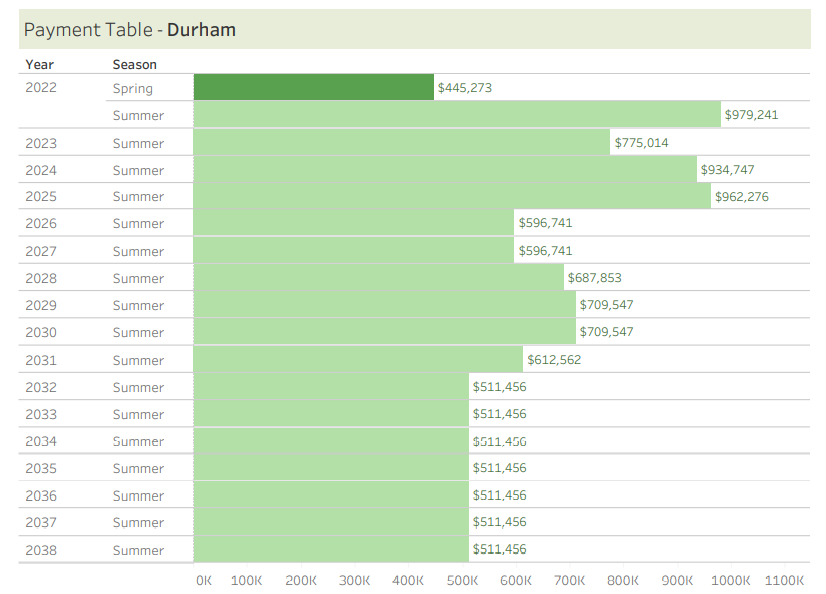 Payment Table - Durham
Year Season
2022 Spring $445,273
Summer $979,241
2023 Summer $775,014
2024 Summer $934,747
2025 Summer $962,276
2026 Summer $596,741
2027 Summer $596,741
2028 Summer $687,853
2029 Summer $709,547
2030 Summer $709,547
2031 Summer $612,562
2032 Summer $511,456
2033 Summer $511,456
2034 Summer $511,456
2035 Summer $511,456
2036 Summer $511,456
2037 Summer $511,456
2038 Summer $511,456
0K 100K 200K 300K 400K 500K 600K 700K 800K 900K 1000K 1100K